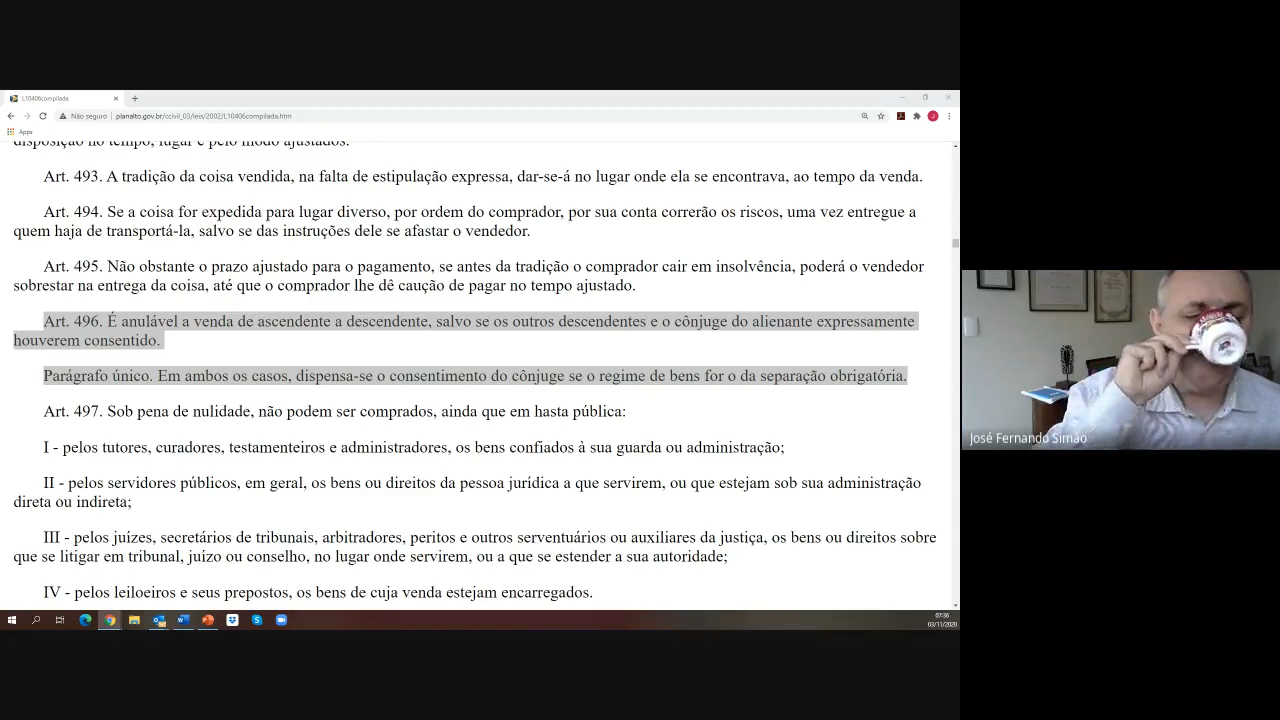 L10406compilada
Não seguro
planalto.gov.br/ccivil_03/leis/2002/L10406compilada.htm
J
Apps
disposição no tempo, lugar e pelo modo ajustados.
Art. 493. A tradição da coisa vendida, na falta de estipulação expressa, dar-se-á no lugar onde ela se encontrava, ao tempo da venda.
Art. 494. Se a coisa for expedida para lugar diverso, por ordem do comprador, por sua conta correrão os riscos, uma vez entregue a
quem haja de transportá-la, salvo se das instruções dele se afastar o vendedor.
Art. 495. Não obstante o prazo ajustado para o pagamento, se antes da tradição o comprador cair em insolvência, poderá o vendedor
sobrestar na entrega da coisa, até que o comprador lhe dê caução de pagar no tempo ajustado.
Art. 496. É anulável a venda de ascendente a descendente, salvo se os outros descendentes e o cônjuge do alienante expressamente
houverem consentido.
Parágrafo único. Em ambos os casos, dispensa-se o consentimento do cônjuge se o regime de bens for o da separação obrigatória.
Art. 497. Sob pena de nulidade, não podem ser comprados, ainda que em hasta pública:
I - pelos tutores, curadores, testamenteiros e administradores, os bens confiados à sua guarda ou administração;
II - pelos servidores públicos, em geral, os bens ou direitos da pessoa jurídica a que servirem, ou que estejam sob sua administração
direta ou indireta;
III - pelos juízes, secretários de tribunais, arbitradores, peritos e outros serventuários ou auxiliares da justiça, os bens ou direitos sobre
que se litigar em tribunal, juízo ou conselho, no lugar onde servirem, ou a que se estender a sua autoridade;
IV - pelos leiloeiros e seus prepostos, os bens de cuja venda estejam encarregados.
07:36
03/11/2020
José Fernando Simão